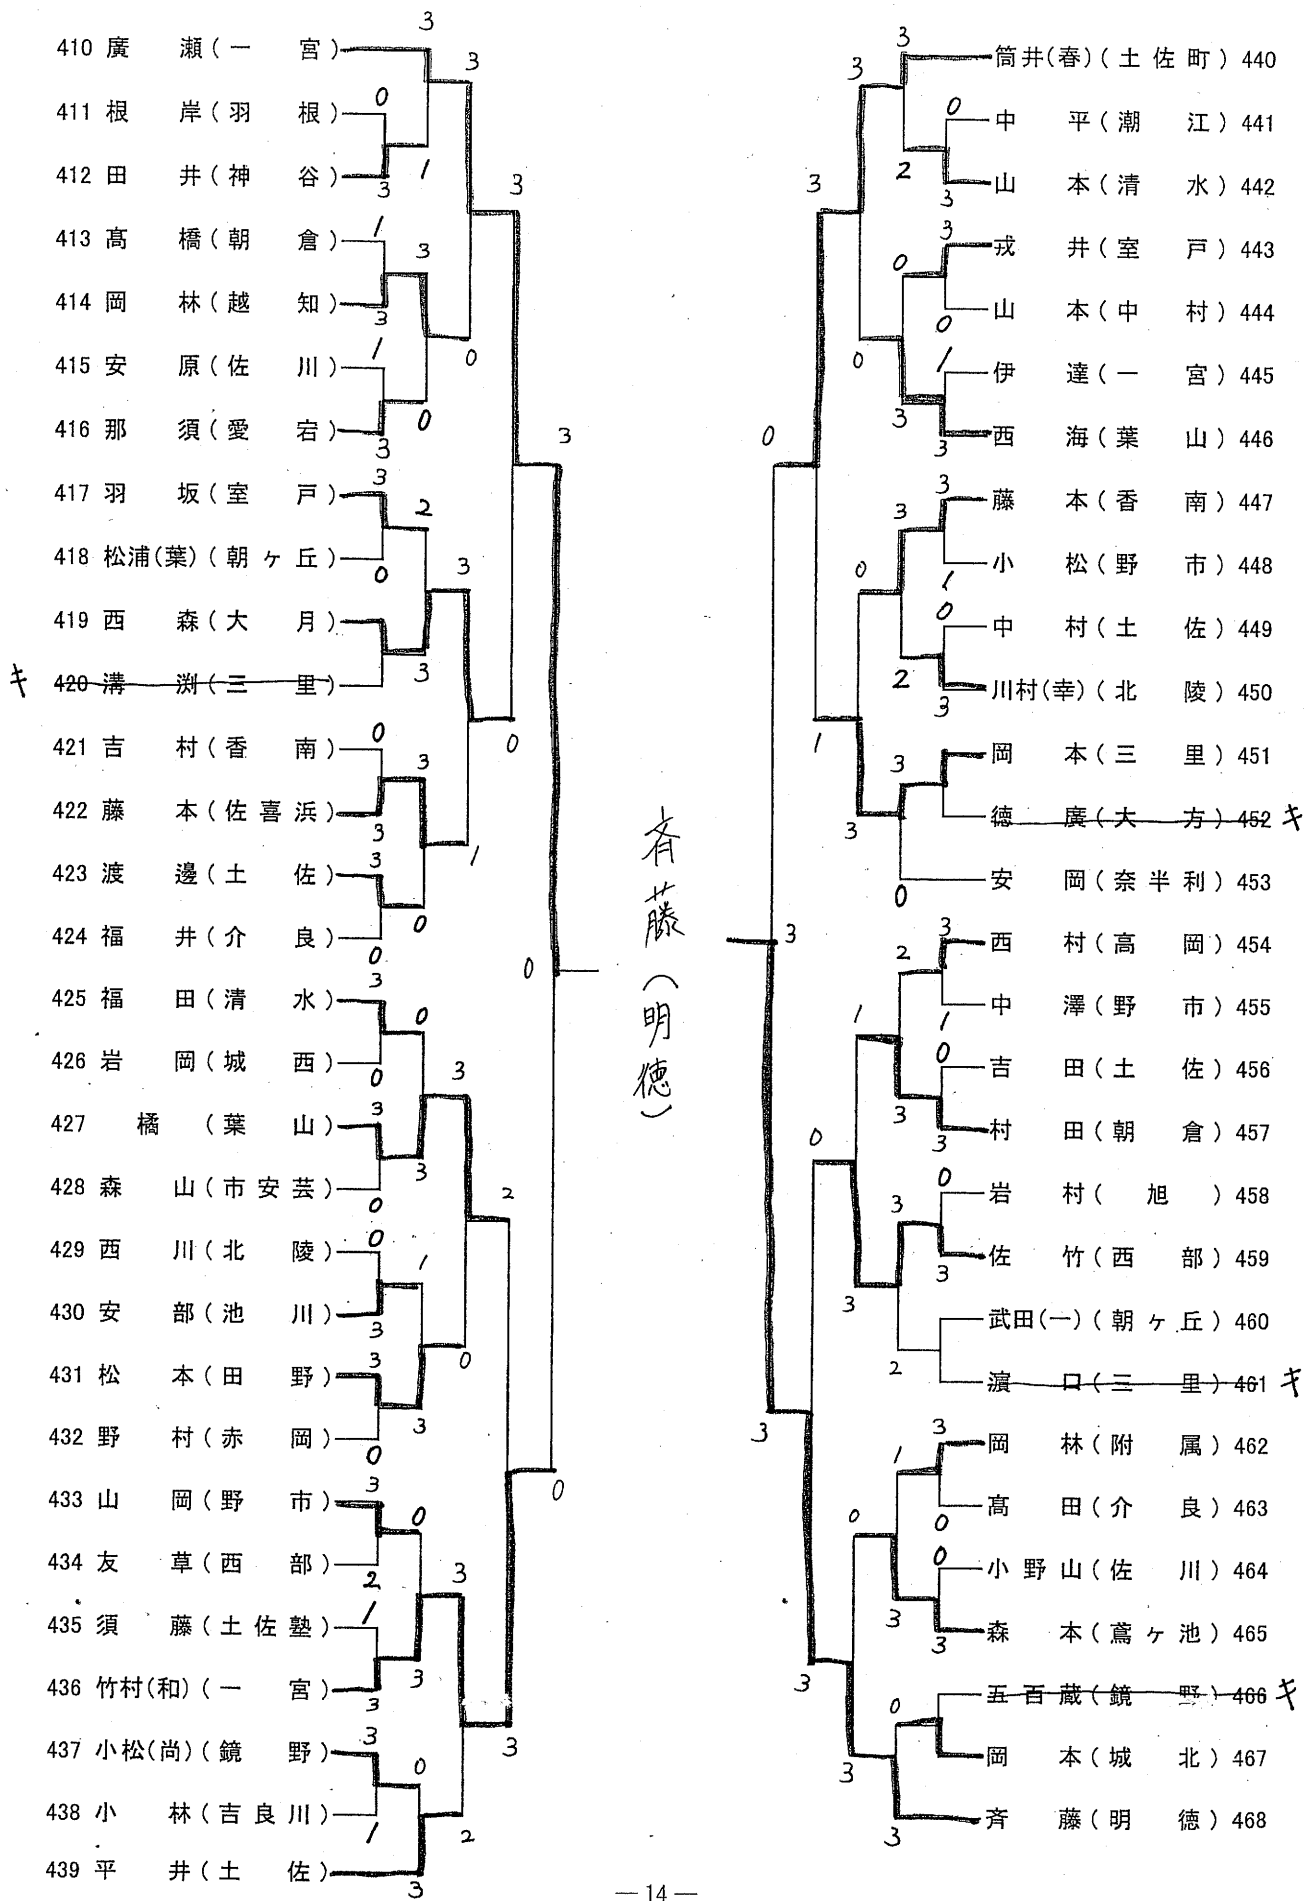 410 廣瀬(一宮)
411 根岸(羽根)
412 田井(神谷)
413 髙橋(朝倉)
414 岡林(越知)
415 安原(佐川)
416 那須(愛宕)
417 羽坂(室戸)
418 松浦(葉)(朝ヶ丘)
419 西森(大月)
キ 420 溝渕(三里)
421 吉村(香南)
422 藤本(佐喜浜)
423 渡邊(土佐)
424 福井(介良)
425 福田(清水)
426 岩岡(城西)
427 橘(葉山)
428 森山(市安芸)
429 西川(北陵)
430 安部(池川)
431 松本(田野)
432 野村(赤岡)
433 山岡(野市)
434 友草(西部)
435 須藤(土佐塾)
436 竹村(和)(一宮)
437 小松(尚)(鏡野)
438 小林(吉良川)
439 平井(土佐)
斉藤(明徳)
筒井(春)(土佐町) 440
中平(潮江) 441
山本(清水) 442
戎井(室戸) 443
山本(中村) 444
伊達(一宮) 445
西海(葉山) 446
藤本(香南) 447
小松(野市) 448
中村(土佐) 449
川村(幸)(北陵) 450
岡本(三里) 451
徳廣(大方) 452 キ
安岡(奈半利) 453
西村(高岡) 454
中澤(野市) 455
吉田(土佐) 456
村田(朝倉) 457
岩村(旭) 458
佐竹(西部) 459
武田(一)(朝ヶ丘) 460
濵口(三里) 461 キ
岡林(附属) 462
髙田(介良) 463
小野山(佐川) 464
森本(鳶ヶ池) 465
五百蔵(鏡野) 466 キ
岡本(城北) 467
斉藤(明徳) 468
—14—